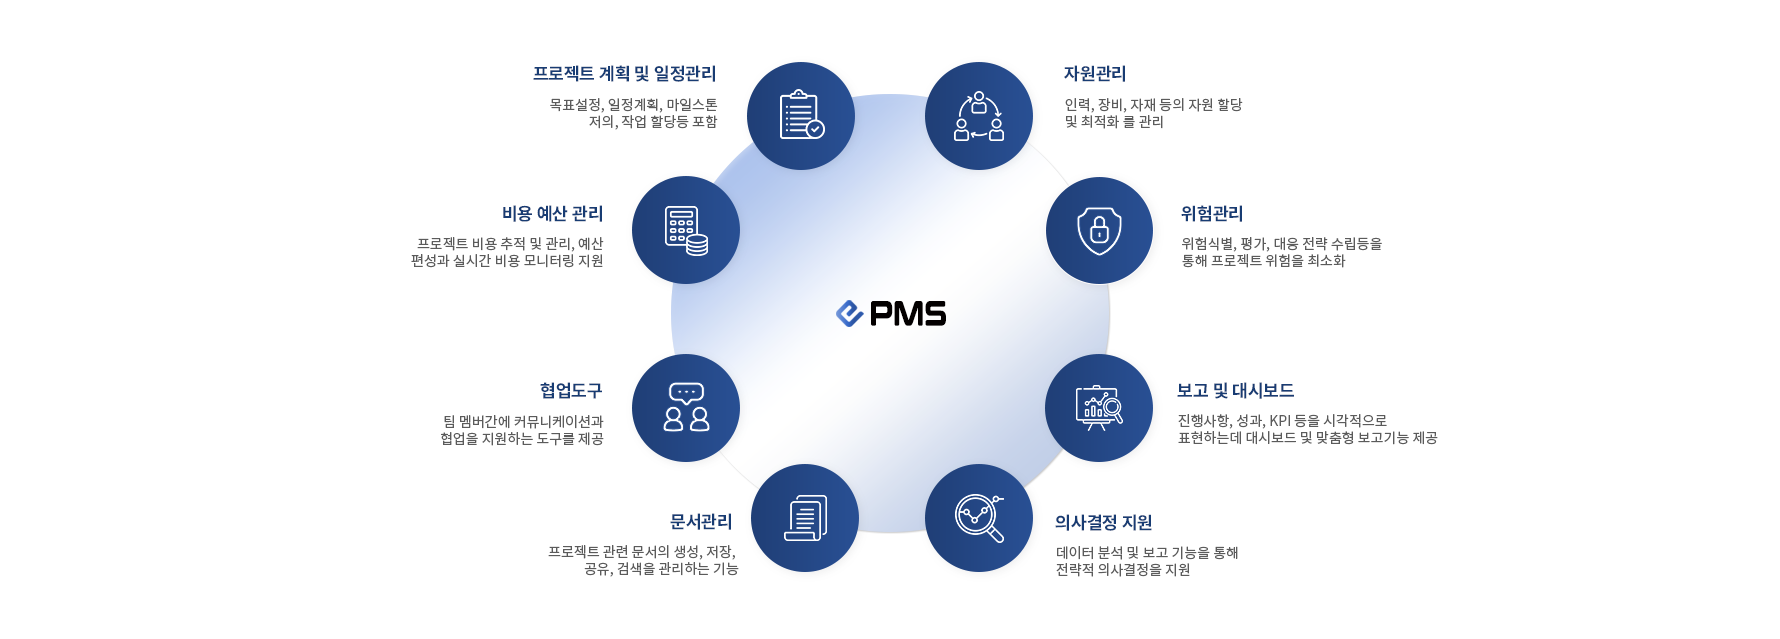 프로젝트 계획 및 일정관리
목표설정, 일정계획, 마일스톤
저의, 작업 할당등 포함
자원관리
인력, 장비, 자재 등의 자원 할당
및 최적화 를 관리
비용 예산 관리
프로젝트 비용 추적 및 관리, 예산
편성과 실시간 비용 모니터링 지원
위험관리
위험식별, 평가, 대응 전략 수립등을
통해 프로젝트 위험을 최소화
PMS
협업도구
팀 멤버간에 커뮤니케이션과
협업을 지원하는 도구를 제공
보고 및 대시보드
진행사항, 성과, KPI 등을 시각적으로
표현하는데 대시보드 및 맞춤형 보고기능 제공
문서관리
프로젝트 관련 문서의 생성, 저장,
공유, 검색을 관리하는 기능
의사결정 지원
데이터 분석 및 보고 기능을 통해
전략적 의사결정을 지원